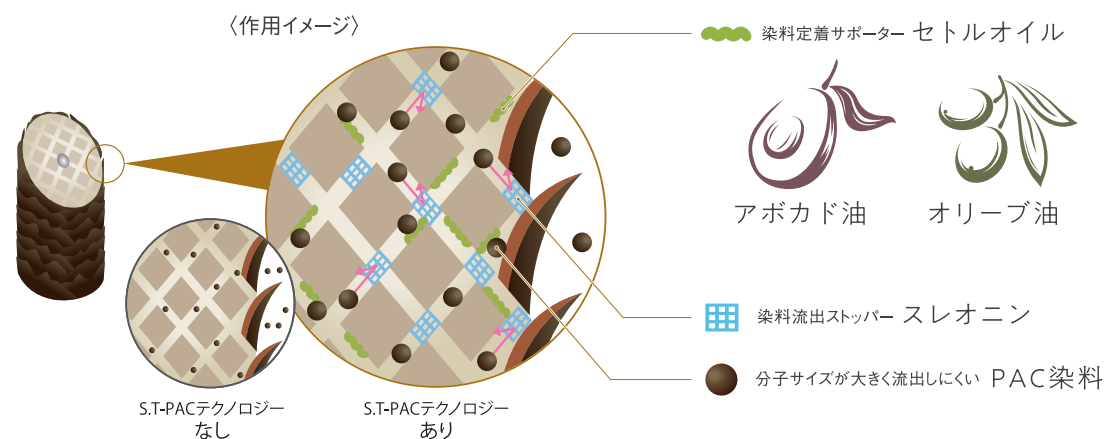 〈作用イメージ〉
染料定着サポーター セトルオイル
アボカド油
オリーブ油
染料流出ストッパー スレオニン
分子サイズが大きく流出しにくい PAC染料
S.T-PACテクノロジー
なし
S.T-PACテクノロジー
あり